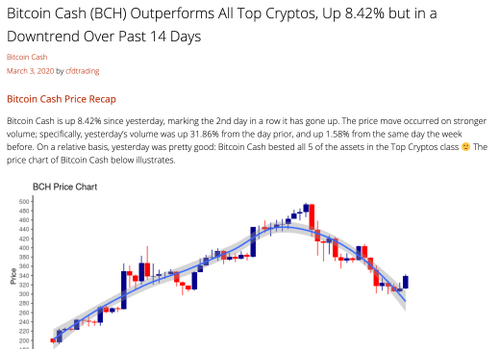 Bitcoin Cash (BCH) Outperforms All Top Cryptos, Up 8.42% but in a
Downtrend Over Past 14 Days
Bitcoin Cash
March 3, 2020 by cfdtrading
Bitcoin Cash Price Recap
Bitcoin Cash is up 8.42% since yesterday, marking the 2nd day in a row it has gone up. The price move occurred on stronger
volume; specifically, yesterday's volume was up 31.86% from the day prior, and up 1.58% from the same day the week
before. On a relative basis, yesterday was pretty good: Bitcoin Cash bested all 5 of the assets in the Top Cryptos class 🙂 The
price chart of Bitcoin Cash below illustrates.
BCH Price Chart
500
480
460
440
420
400
380
360
340
320
300
280
260
240
220
200
Price